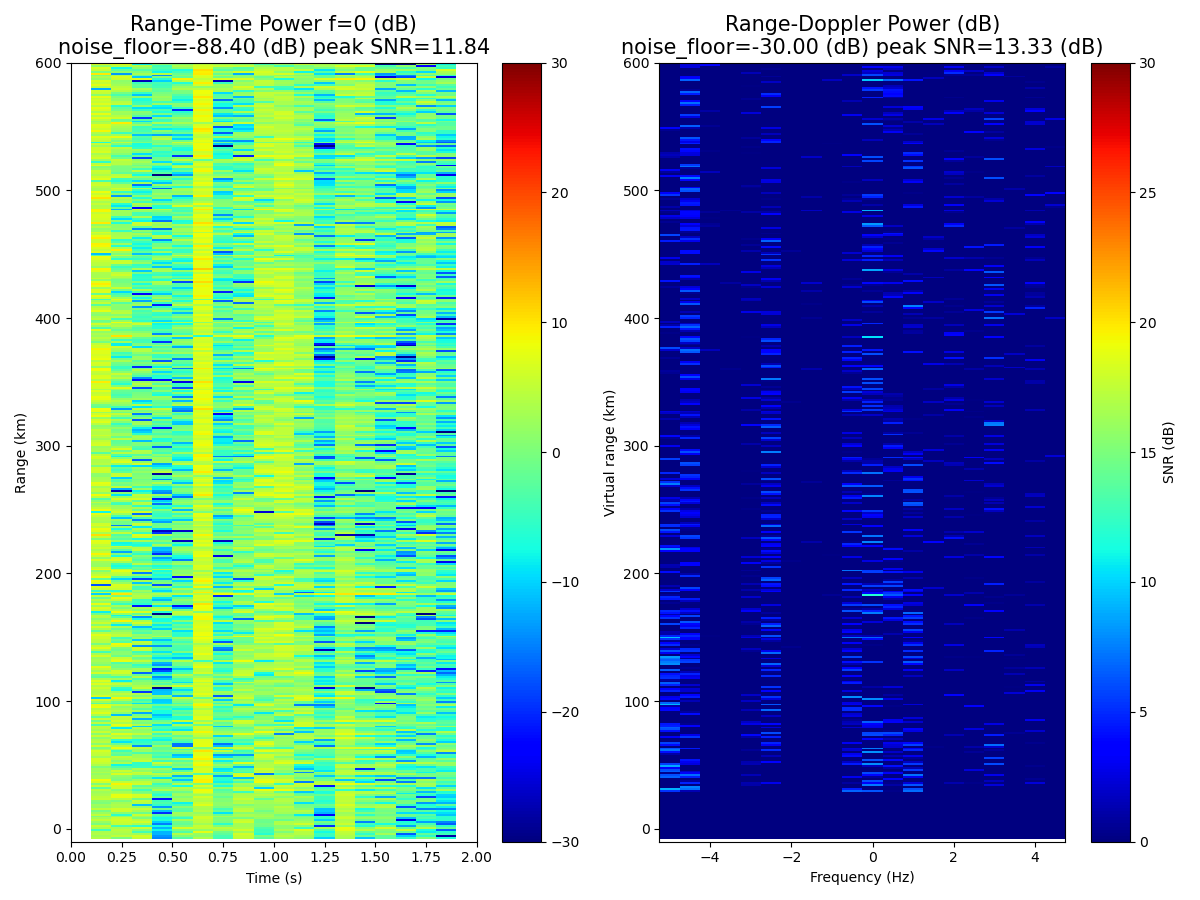 Range-Time Power f=0 (dB)
noise_floor=-88.40 (dB) peak SNR=11.84
Range-Doppler Power (dB)
noise_floor=-30.00 (dB) peak SNR=13.33 (dB)
600
500
400
300
200
100
0
Range (km)
0.00 0.25 0.50 0.75 1.00 1.25 1.50 1.75 2.00
Time (s)
30
20
10
0
−10
−20
−30
600
500
400
300
200
100
0
Virtual range (km)
−4 −2 0 2 4
Frequency (Hz)
30
25
20
15
10
5
0
SNR (dB)